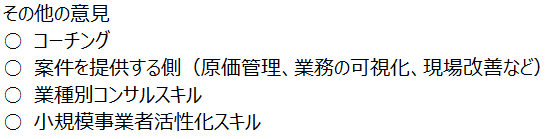 その他の意見
○ コーチング
○ 案件を提供する側（原価管理、業務の可視化、現場改善など）
○ 業種別コンサルスキル
○ 小規模事業者活性化スキル